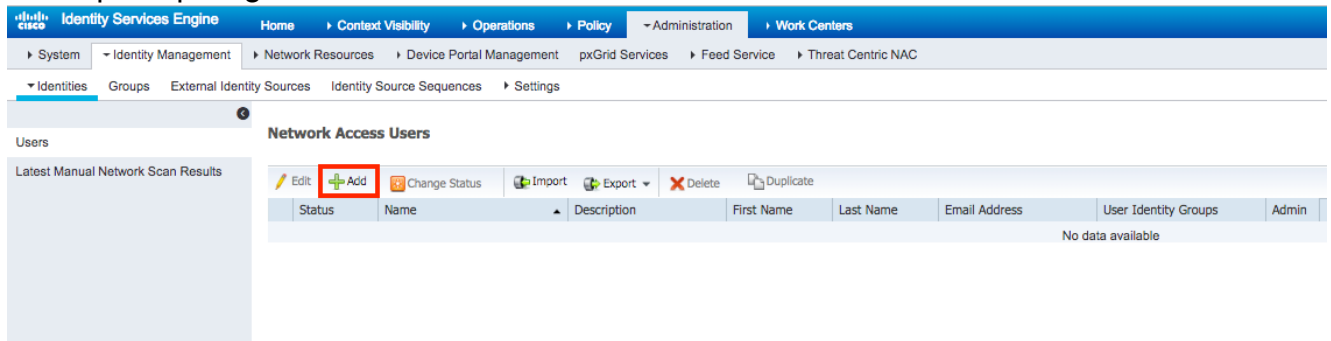 cisco Identity Services Engine Home Context Visibility Operations Policy Administration Work Centers
System Identity Management Network Resources Device Portal Management pxGrid Services Feed Service Threat Centric NAC
Identities Groups External Identity Sources Identity Source Sequences Settings
Users
Latest Manual Network Scan Results
Network Access Users
Edit Add Change Status Import Export Delete Duplicate
Status Name Description First Name Last Name Email Address User Identity Groups Admin
No data available